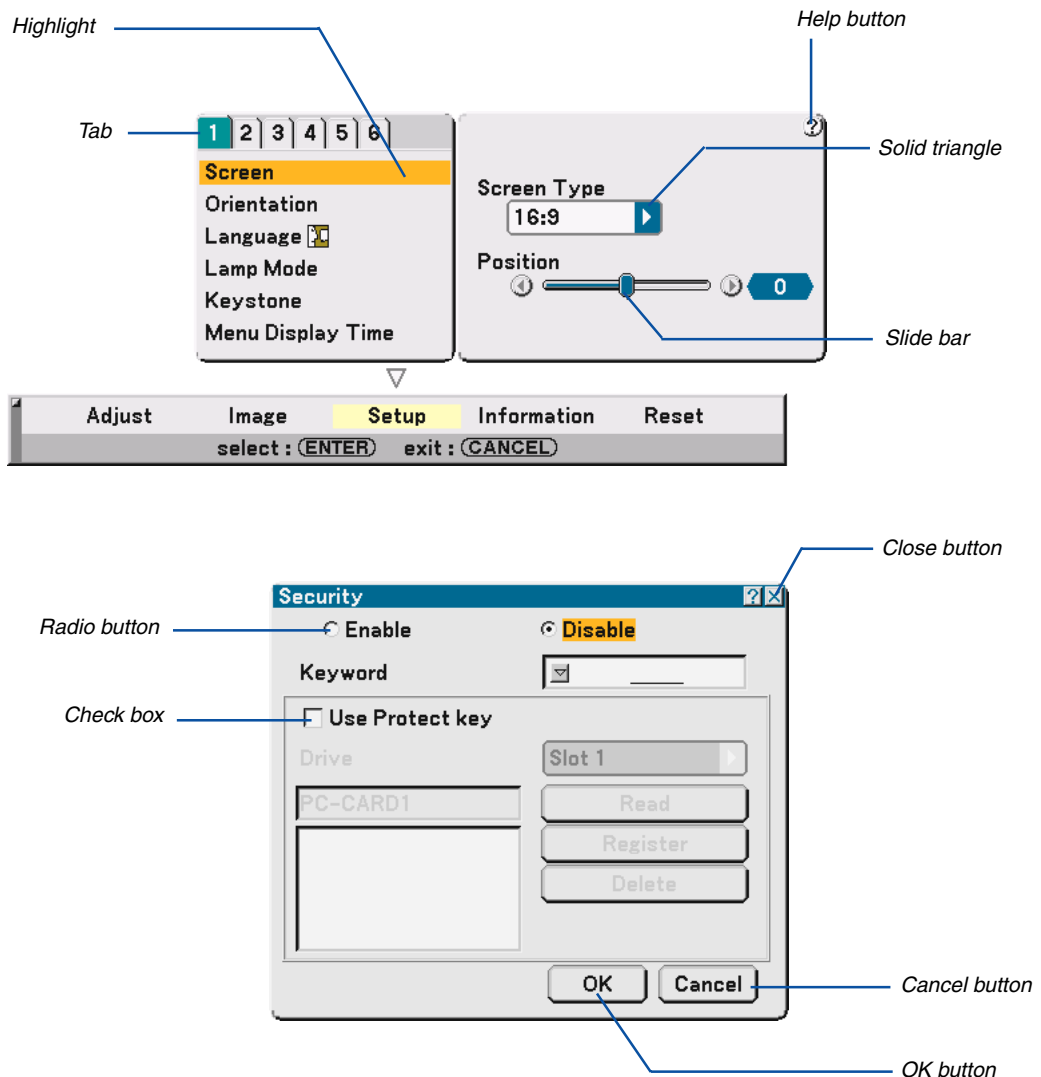 Highlight
Help button
Tab
1 2 3 4 5 6
?
Solid triangle
Screen
Orientation
Language
Lamp Mode
Keystone
Menu Display Time
Screen Type
16:9
Position
0
Slide bar
Adjust Image Setup Information Reset
select : ENTER exit : CANCEL
Close button
Security ? X
Radio button
Enable Disable
Keyword
Check box
Use Protect key
Drive Slot 1
PC-CARD1 Read
Register
Delete
OK Cancel
Cancel button
OK button